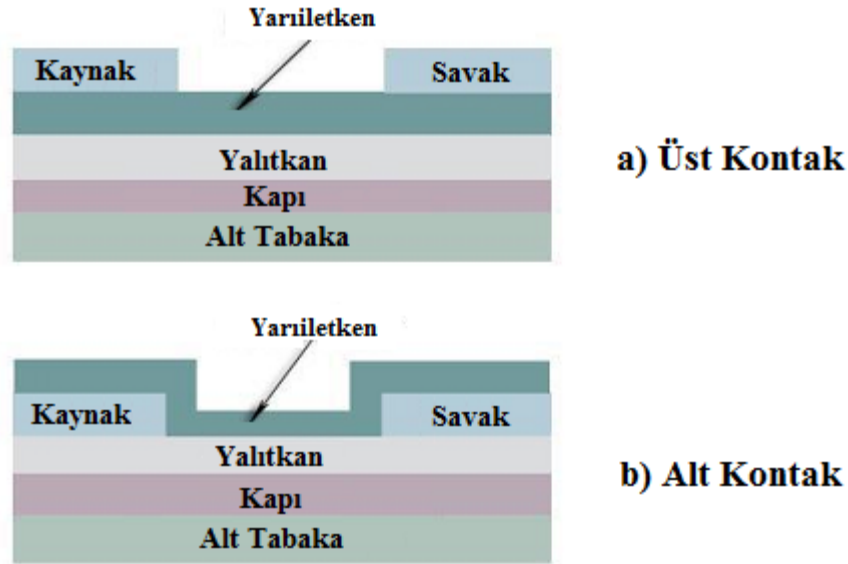 Yarıiletken
Kaynak
Savak
Yalıtkan
Kapı
Alt Tabaka
a) Üst Kontak
Yarıiletken
Kaynak
Savak
Yalıtkan
Kapı
Alt Tabaka
b) Alt Kontak